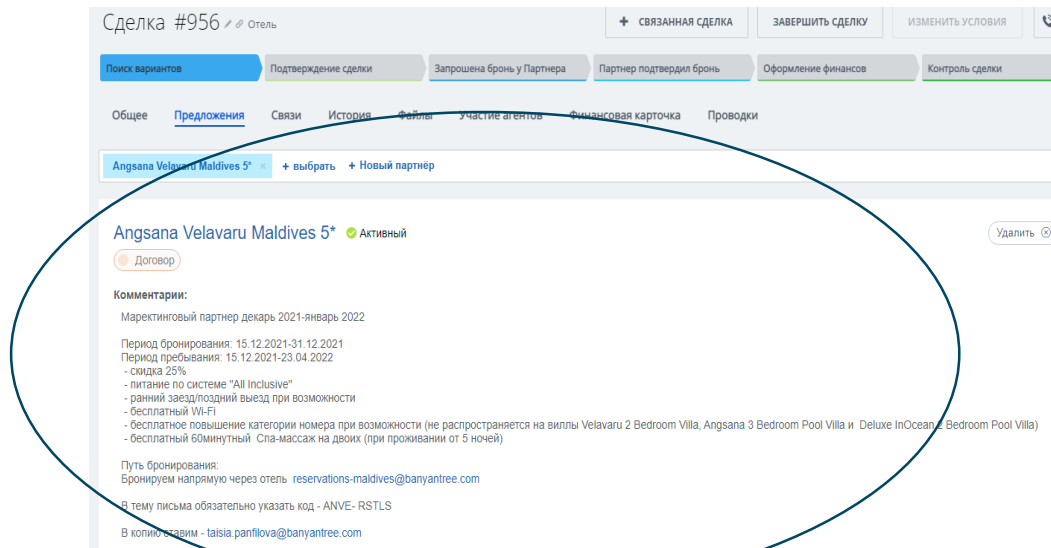 Сделка #956 Отель
+ СВЯЗАННАЯ СДЕЛКА
ЗАВЕРШИТЬ СДЕЛКУ
ИЗМЕНИТЬ УСЛОВИЯ
Поиск вариантов
Подтверждение сделки
Запрошена бронь у Партнера
Партнер подтвердил бронь
Оформление финансов
Контроль сделки
Общее Предложения Связи История Файлы Участие агентов Финансовая карточка Проводки
Angsana Velavaru Maldives 5* × + выбрать + Новый партнёр
Angsana Velavaru Maldives 5* Активный
Удалить
Договор
Комментарии:
Маректинговый партнер декарь 2021-январь 2022
Период бронирования: 15.12.2021-31.12.2021
Период пребывания: 15.12.2021-23.04.2022
- скидка 25%
- питание по системе "All Inclusive"
- ранний заезд/поздний выезд при возможности
- бесплатный Wi-Fi
- бесплатное повышение категории номера при возможности (не распространяется на виллы Velavaru 2 Bedroom Villa, Angsana 3 Bedroom Pool Villa и Deluxe InOcean 2 Bedroom Pool Villa)
- бесплатный 60минутный Спа-массаж на двоих (при проживании от 5 ночей)
Путь бронирования:
Бронируем напрямую через отель reservations-maldives@banyantree.com
В тему письма обязательно указать код - ANVE- RSTLS
В копию ставим - taisia.panfilova@banyantree.com